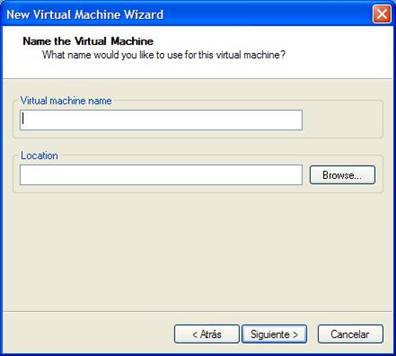 New Virtual Machine Wizard
Name the Virtual Machine
What name would you like to use for this virtual machine?
Virtual machine name
Location
Browse...
< Atrás
Siguiente >
Cancelar